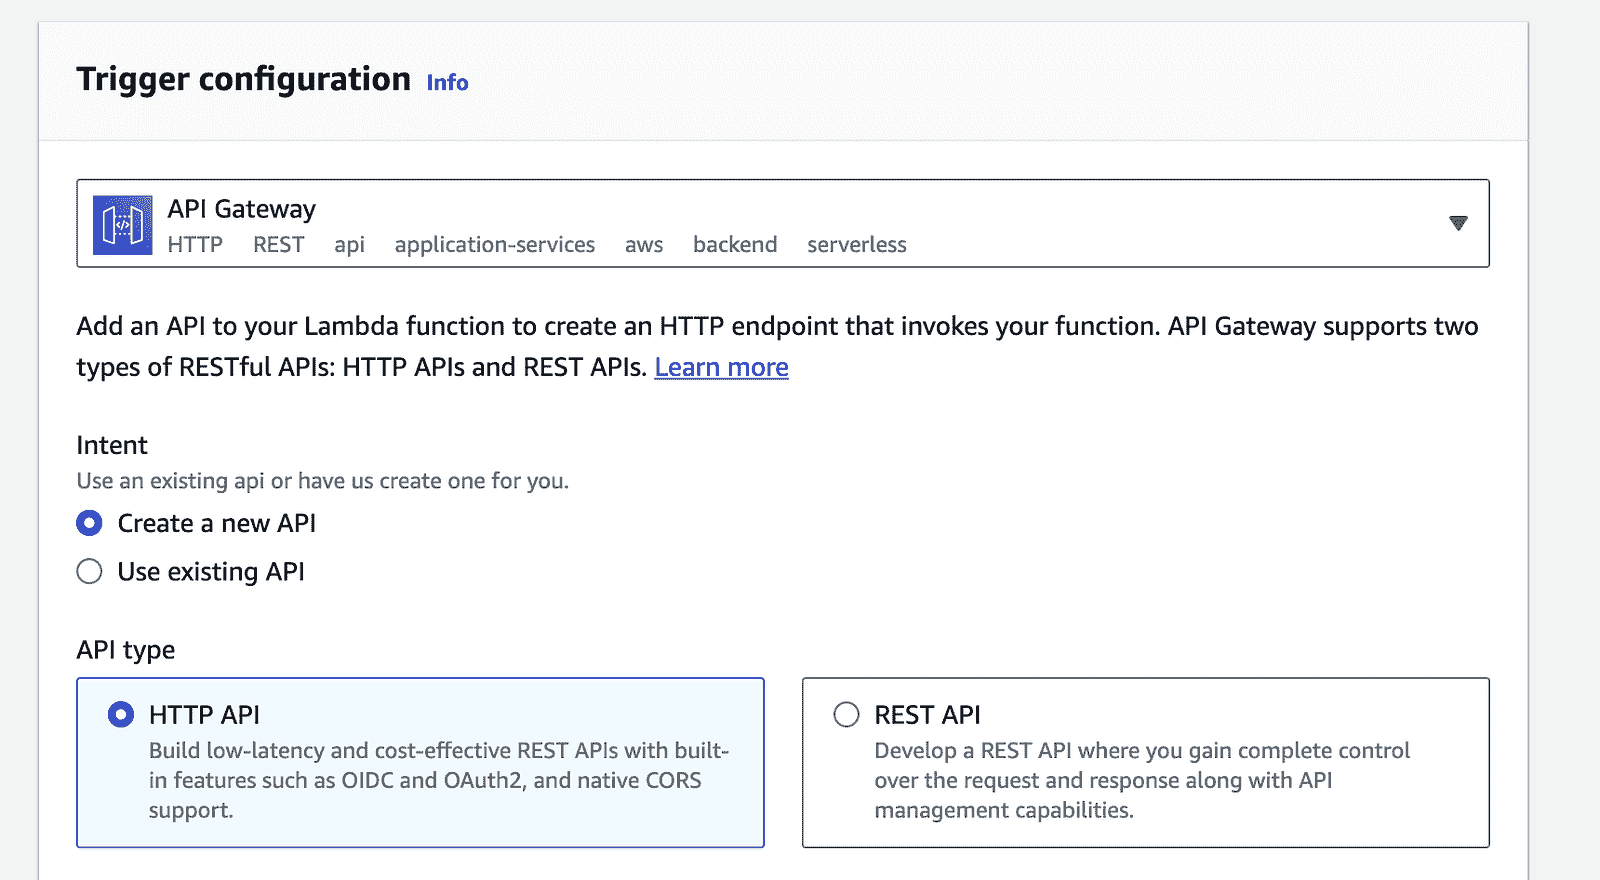 Trigger configuration Info
API Gateway
HTTP REST api application-services aws backend serverless
Add an API to your Lambda function to create an HTTP endpoint that invokes your function. API Gateway supports two
types of RESTful APIs: HTTP APIs and REST APIs. Learn more
Intent
Use an existing api or have us create one for you.
Create a new API
Use existing API
API type
HTTP API
Build low-latency and cost-effective REST APIs with built-
in features such as OIDC and OAuth2, and native CORS
support.
REST API
Develop a REST API where you gain complete control
over the request and response along with API
management capabilities.